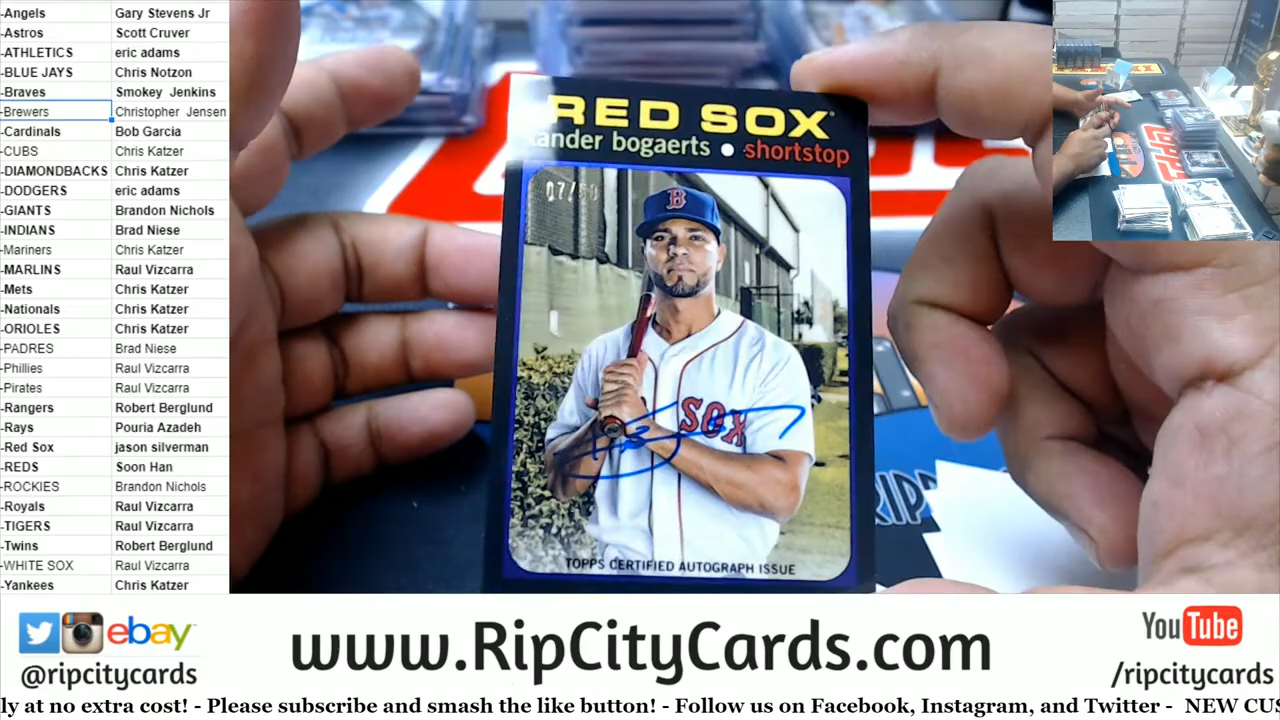 -Angels Gary Stevens Jr
-Astros Scott Cruver
-ATHLETICS eric adams
-BLUE JAYS Chris Notzon
-Braves Smokey Jenkins
-Brewers Christopher Jensen
-Cardinals Bob Garcia
-CUBS Chris Katzer
-DIAMONDBACKS Chris Katzer
-DODGERS eric adams
-GIANTS Brandon Nichols
-INDIANS Brad Niese
-Mariners Chris Katzer
-MARLINS Raul Vizcarra
-Mets Chris Katzer
-Nationals Chris Katzer
-ORIOLES Chris Katzer
-PADRES Brad Niese
-Phillies Raul Vizcarra
-Pirates Raul Vizcarra
-Rangers Robert Berglund
-Rays Pouria Azadeh
-Red Sox jason silverman
-REDS Soon Han
-ROCKIES Brandon Nichols
-Royals Raul Vizcarra
-TIGERS Raul Vizcarra
-Twins Robert Berglund
-WHITE SOX Raul Vizcarra
-Yankees Chris Katzer
RED SOX
ander bogaerts • shortstop
B
SOX
TOPPS CERTIFIED AUTOGRAPH ISSUE
RIP
ebay
@ripcitycards
www.RipCityCards.com
YouTube
/ripcitycards
ly at no extra cost! - Please subscribe and smash the like button! - Follow us on Facebook, Instagram, and Twitter - NEW CUS